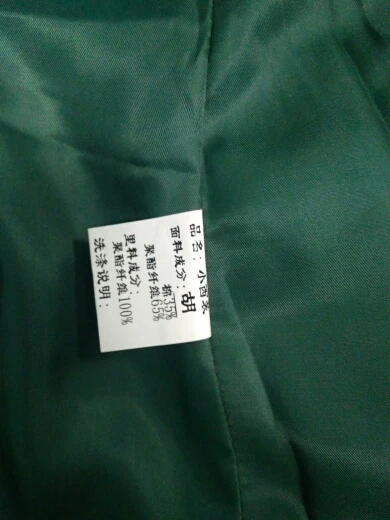 品名：小西装
面料成分：胡
棉35%
聚酯纤维65%
里料成分：
聚酯纤维100%
洗涤说明：